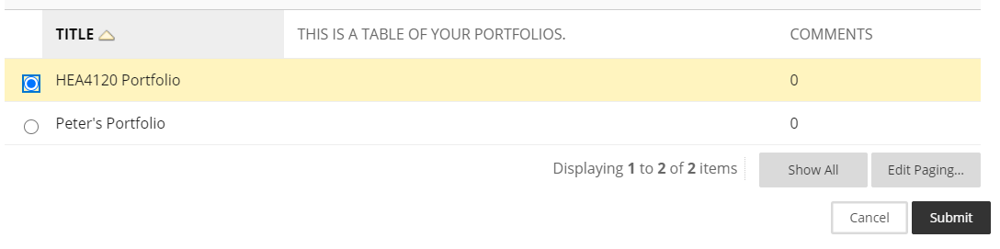 TITLE THIS IS A TABLE OF YOUR PORTFOLIOS. COMMENTS
HEA4120 Portfolio 0
Peter's Portfolio 0
Displaying 1 to 2 of 2 items Show All Edit Paging...
Cancel Submit